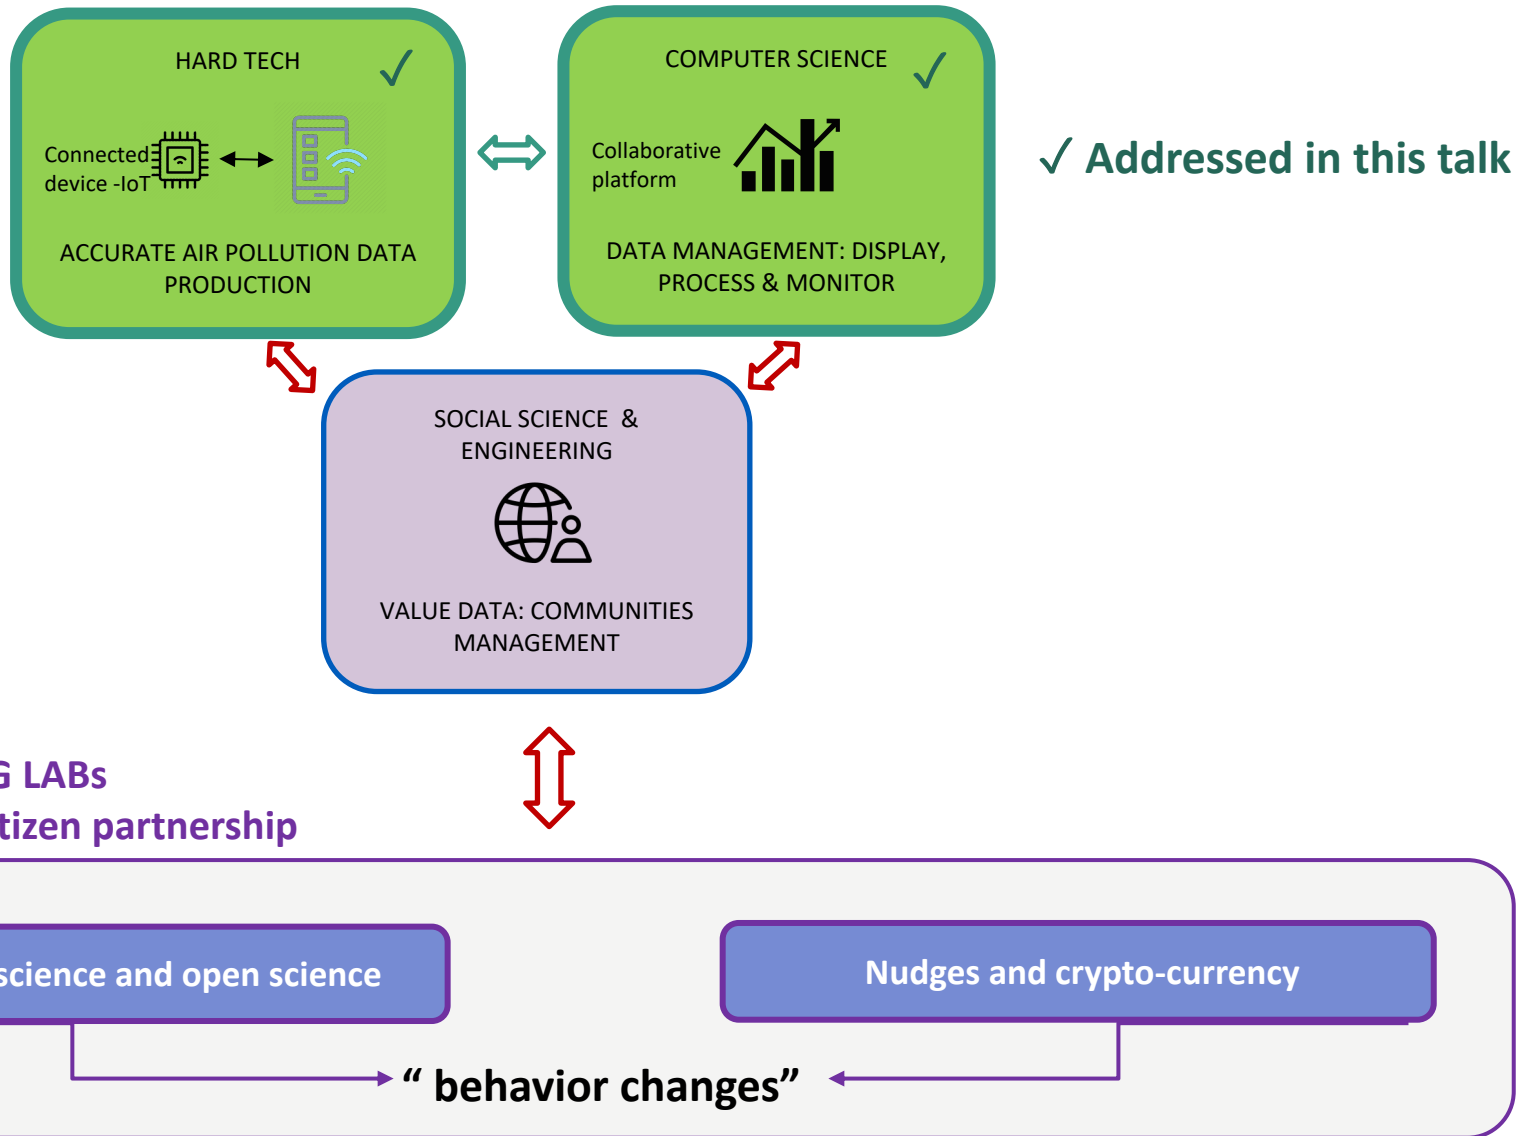 HARD TECH
✓
Connected
device -IoT
ACCURATE AIR POLLUTION DATA
PRODUCTION
COMPUTER SCIENCE
✓
Collaborative
platform
DATA MANAGEMENT: DISPLAY,
PROCESS & MONITOR
✓ Addressed in this talk
SOCIAL SCIENCE &
ENGINEERING
VALUE DATA: COMMUNITIES
MANAGEMENT
G LABs
tizen partnership
science and open science
Nudges and crypto-currency
“ behavior changes”